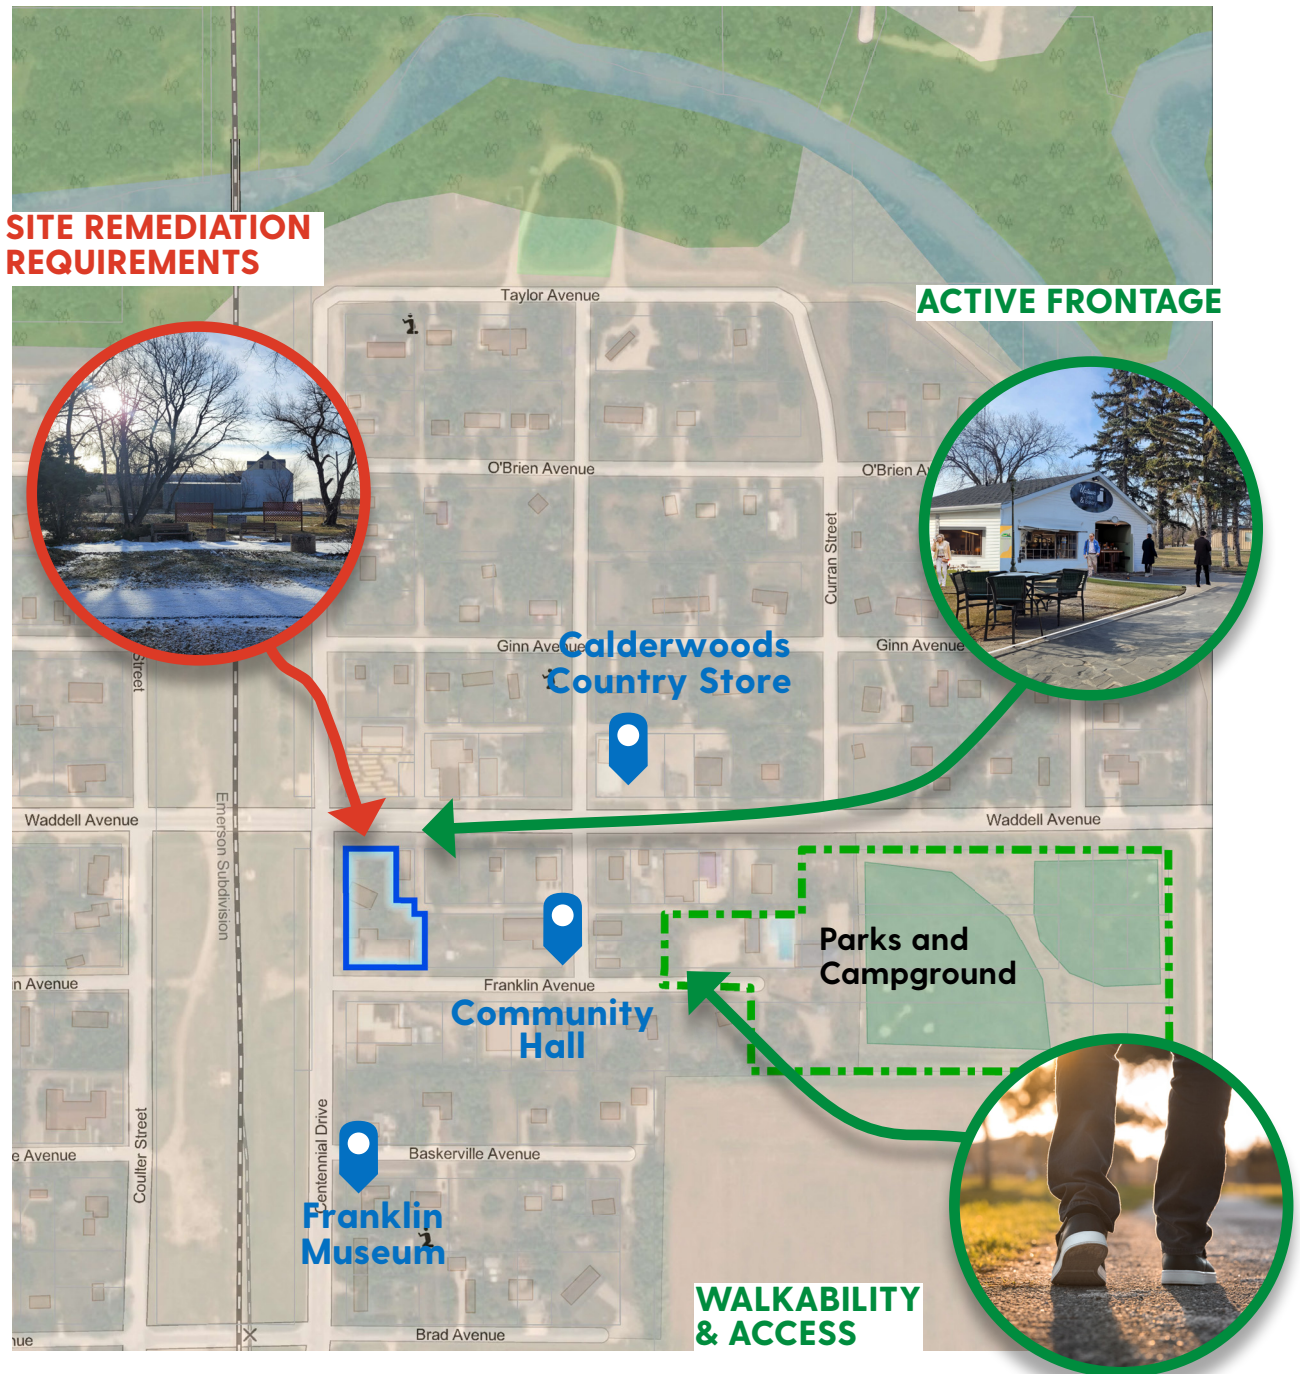 SITE REMEDIATION
REQUIREMENTS
Taylor Avenue
ACTIVE FRONTAGE
O'Brien Avenue
O'Brien A
Curran Street
Ginn Avenue
Calderwoods
Country Store
Ginn Avenue
Street
Waddell Avenue
Emerson Subdivision
Waddell Avenue
Parks and
Campground
n Avenue
Franklin Avenue
Community
Hall
Coulter Street
Centennial Drive
e Avenue
Baskerville Avenue
Franklin
Museum
WALKABILITY
& ACCESS
nue
Brad Avenue